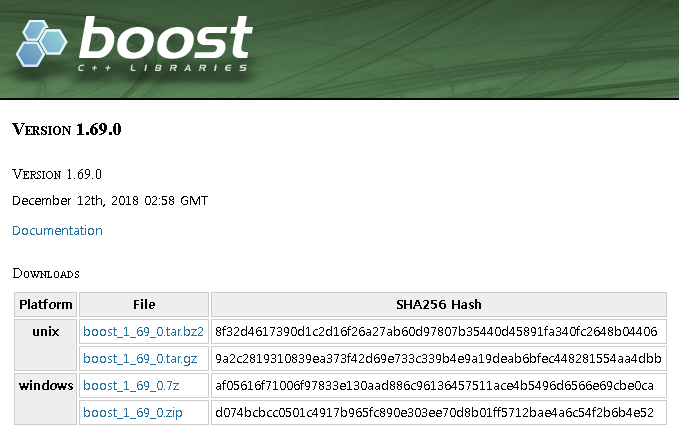 boost
C++ LIBRARIES
Version 1.69.0
Version 1.69.0
December 12th, 2018 02:58 GMT
Documentation
Downloads
Platform File SHA256 Hash
unix boost_1_69_0.tar.bz2 8f32d4617390d1c2d16f26a27ab60d97807b35440d45891fa340fc2648b04406
boost_1_69_0.tar.gz 9a2c2819310839ea373f42d69e733c339b4e9a19deab6bfec448281554aa4dbb
windows boost_1_69_0.7z af05616f71006f97833e130aad886c96136457511ace4b5496d6566e69cbe0ca
boost_1_69_0.zip d074bcbcc0501c4917b965fc890e303ee70d8b01ff5712bae4a6c54f2b6b4e52